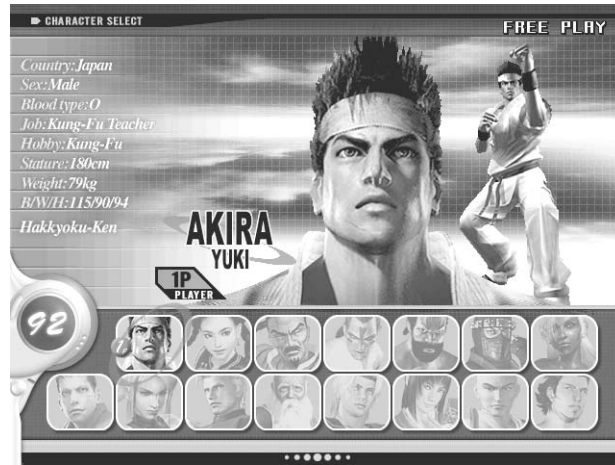 CHARACTER SELECT
FREE PLAY
Country:Japan
Sex:Male
Blood type:O
Job:Kung-Fu Teacher
Hobby:Kung-Fu
Stature:180cm
Weight:79kg
B/W/H:115/90/94
Hakkyoku-Ken
AKIRA
YUKI
1P
PLAYER
92
1